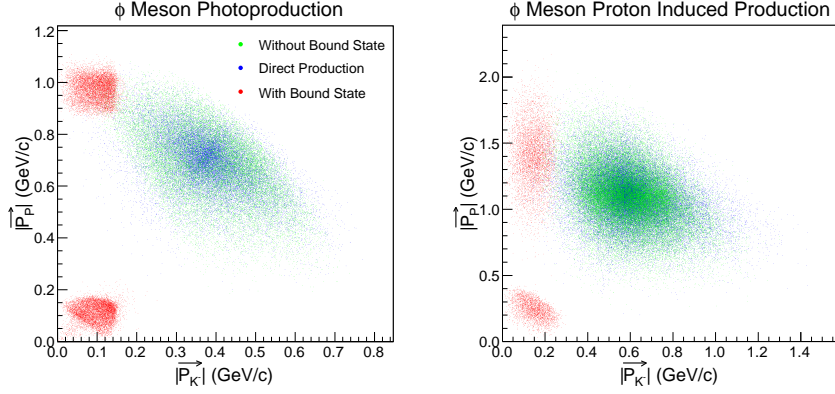 ϕ Meson Photoproduction
1.2
1.0
0.8
0.6
0.4
0.2
0.0
|P_P| (GeV/c)
Without Bound State
Direct Production
With Bound State
0.0 0.1 0.2 0.3 0.4 0.5 0.6 0.7 0.8
|P_K⁻| (GeV/c)
ϕ Meson Proton Induced Production
2.0
1.5
1.0
0.5
0.0
|P_P| (GeV/c)
0.0 0.2 0.4 0.6 0.8 1.0 1.2 1.4
|P_K⁻| (GeV/c)